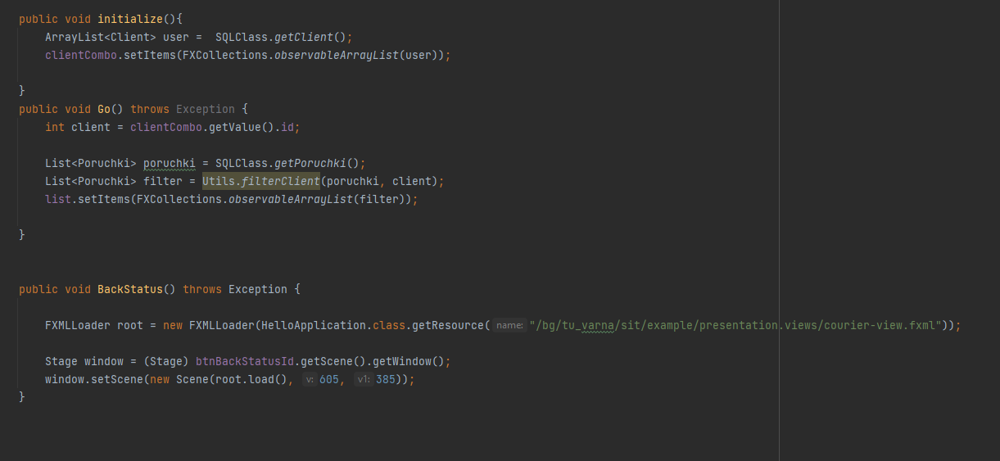 public void initialize(){
ArrayList<Client> user =  SQLClass.getClient();
clientCombo.setItems(FXCollections.observableArrayList(user));
}
public void Go() throws Exception {
int client = clientCombo.getValue().id;
List<Poruchki> poruchki = SQLClass.getPoruchki();
List<Poruchki> filter = Utils.filterClient(poruchki, client);
list.setItems(FXCollections.observableArrayList(filter));
}
public void BackStatus() throws Exception {
FXMLLoader root = new FXMLLoader(HelloApplication.class.getResource( name: "/bg/tu_varna/sit/example/presentation.views/courier-view.fxml"));
Stage window = (Stage) btnBackStatusId.getScene().getWindow();
window.setScene(new Scene(root.load(), v: 605, v1: 385));
}